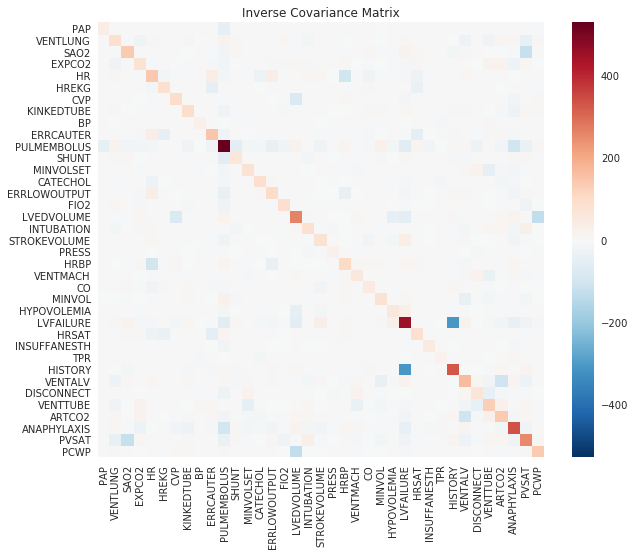 Inverse Covariance Matrix
PAP
VENTLUNG
SAO2
EXPCO2
HR
HREKG
CVP
KINKEDTUBE
BP
ERRCAUTER
PULMEMBOLUS
SHUNT
MINVOLSET
CATECHOL
ERRLOWOUTPUT
FIO2
LVEDVOLUME
INTUBATION
STROKEVOLUME
PRESS
HRBP
VENTMACH
CO
MINVOL
HYPOVOLEMIA
LVFAILURE
HRSAT
INSUFFANESTH
TPR
HISTORY
VENTALV
DISCONNECT
VENTTUBE
ARTCO2
ANAPHYLAXIS
PVSAT
PCWP
PAP
VENTLUNG
SAO2
EXPCO2
HR
HREKG
CVP
KINKEDTUBE
BP
ERRCAUTER
PULMEMBOLUS
SHUNT
MINVOLSET
CATECHOL
ERRLOWOUTPUT
FIO2
LVEDVOLUME
INTUBATION
STROKEVOLUME
PRESS
HRBP
VENTMACH
CO
MINVOL
HYPOVOLEMIA
LVFAILURE
HRSAT
INSUFFANESTH
TPR
HISTORY
VENTALV
DISCONNECT
VENTTUBE
ARTCO2
ANAPHYLAXIS
PVSAT
PCWP
400
200
0
−200
−400